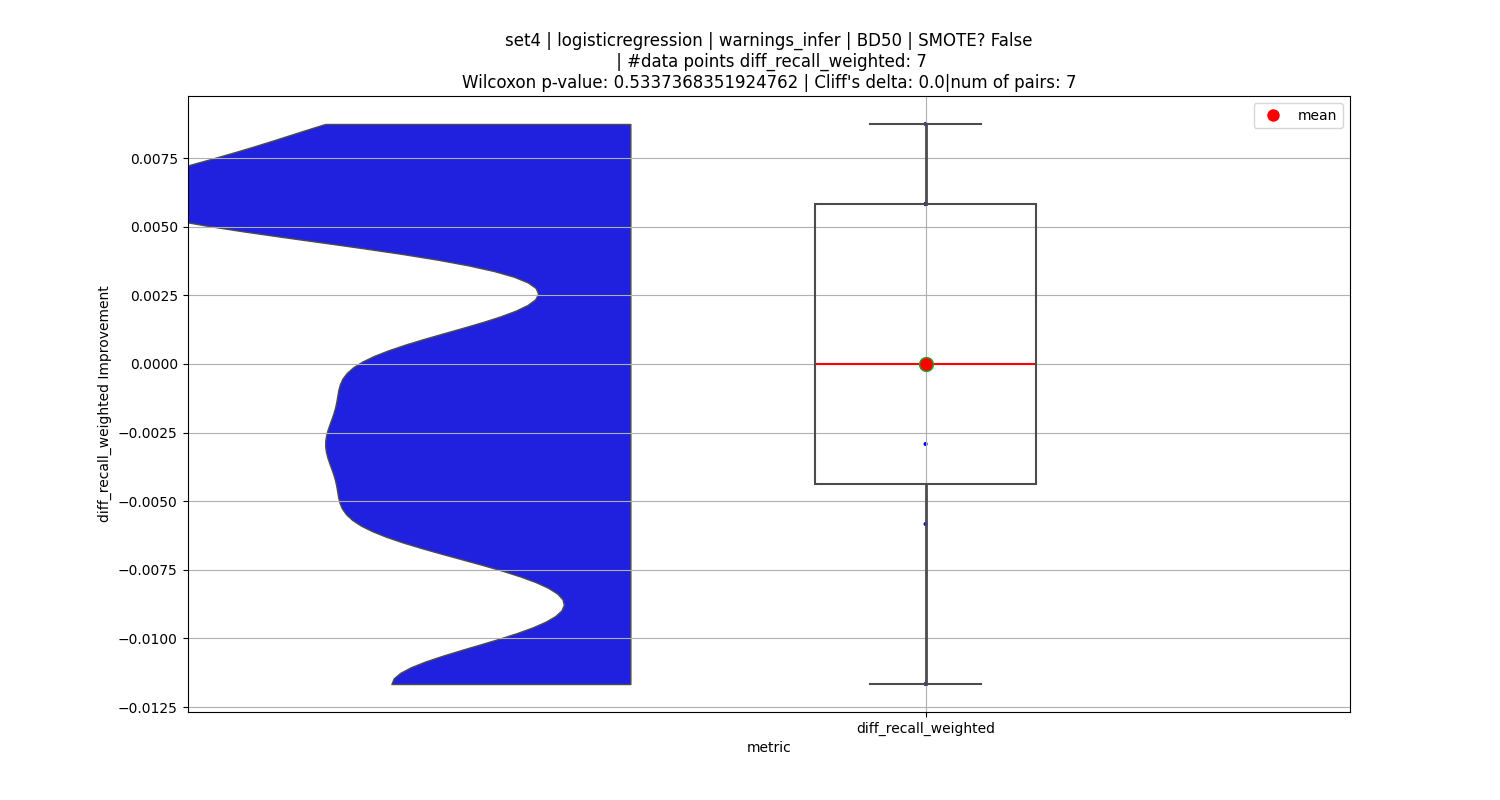 set4 | logisticregression | warnings_infer | BD50 | SMOTE? False
| #data points diff_recall_weighted: 7
Wilcoxon p-value: 0.5337368351924762 | Cliff's delta: 0.0|num of pairs: 7
mean
0.0075
0.0050
0.0025
0.0000
−0.0025
−0.0050
−0.0075
−0.0100
−0.0125
diff_recall_weighted Improvement
diff_recall_weighted
metric